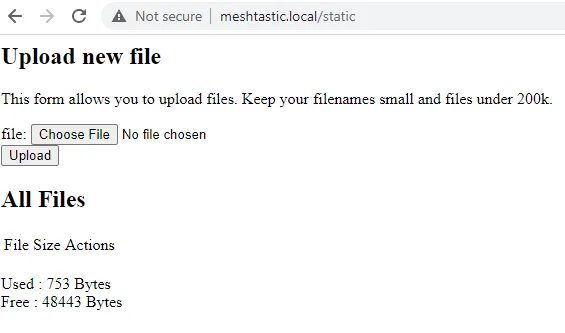 Not secure | meshtastic.local/static
Upload new file
This form allows you to upload files. Keep your filenames small and files under 200k.
file: Choose File No file chosen
Upload
All Files
File Size Actions
Used : 753 Bytes
Free : 48443 Bytes